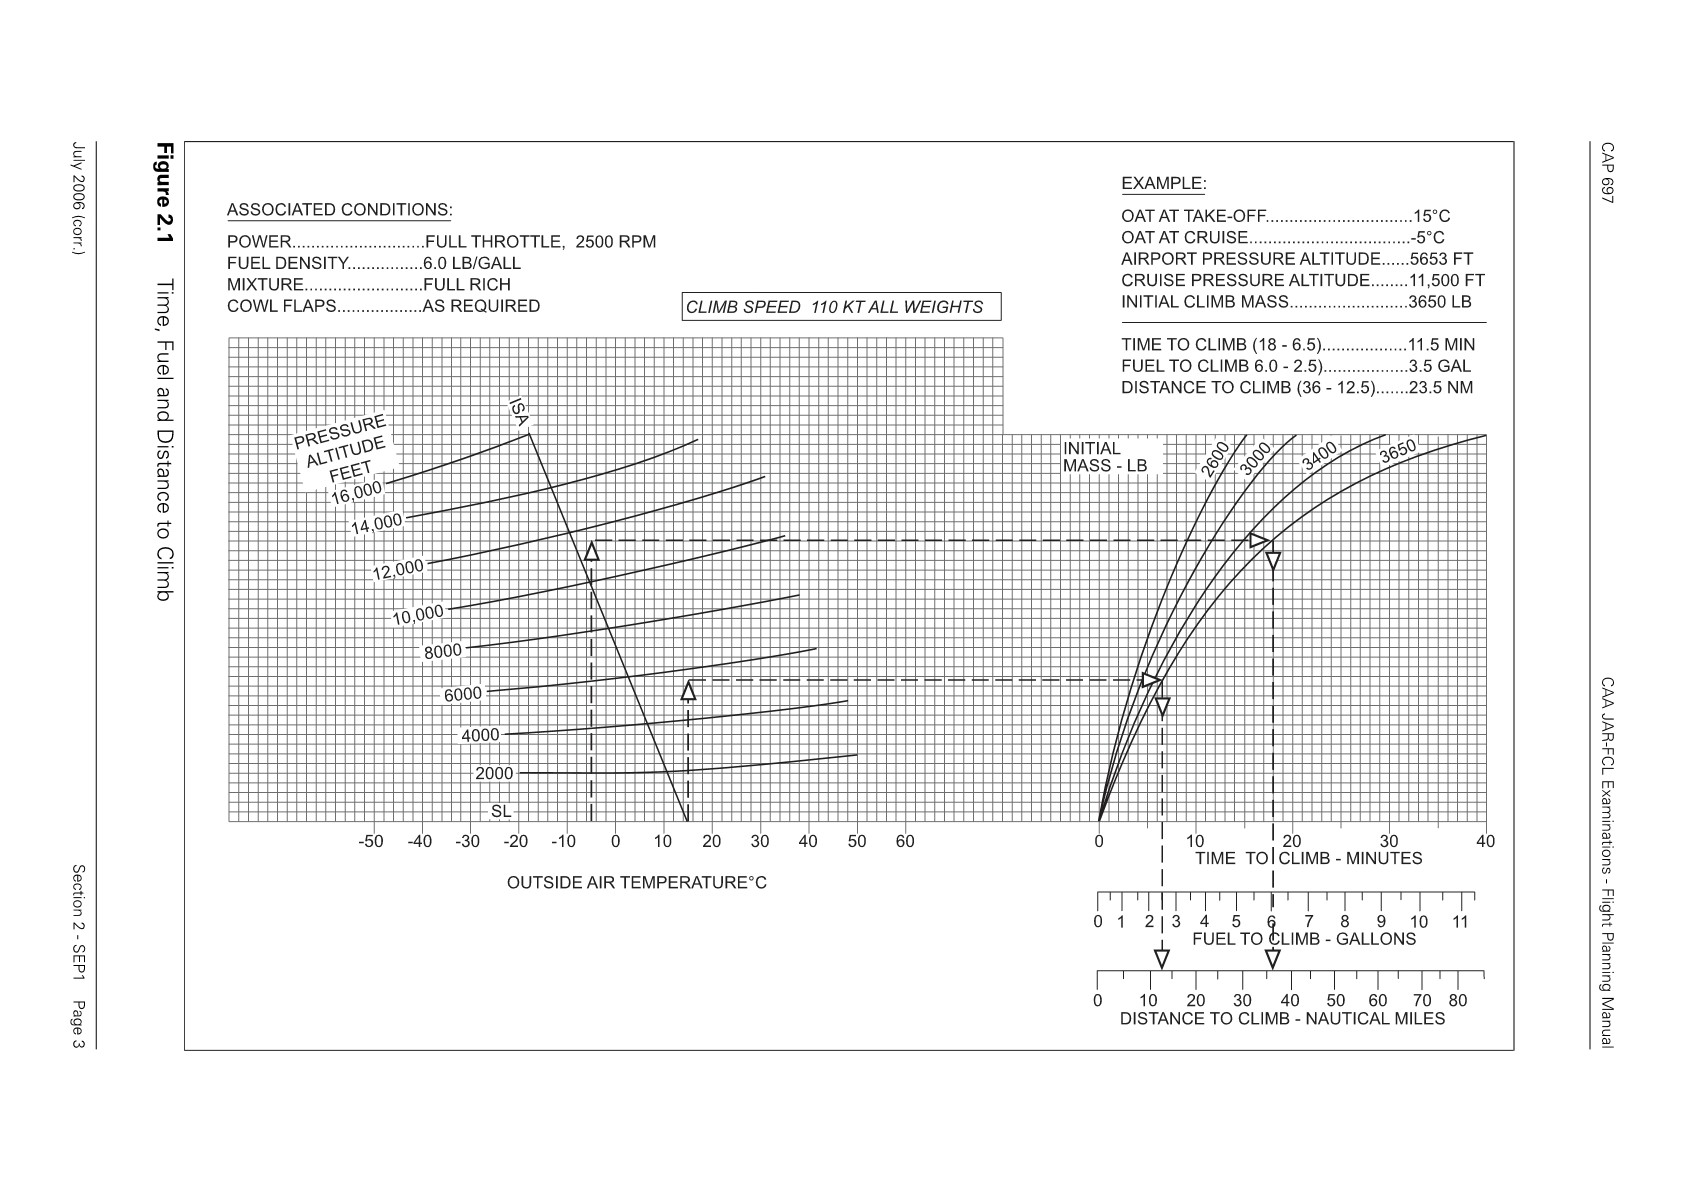 CAP 697
CAA JAR-FCL Examinations - Flight Planning Manual
Figure 2.1 Time, Fuel and Distance to Climb
ASSOCIATED CONDITIONS:
POWER............................FULL THROTTLE, 2500 RPM
FUEL DENSITY................6.0 LB/GALL
MIXTURE.........................FULL RICH
COWL FLAPS..................AS REQUIRED
CLIMB SPEED 110 KT ALL WEIGHTS
EXAMPLE:
OAT AT TAKE-OFF...............................15°C
OAT AT CRUISE..................................-5°C
AIRPORT PRESSURE ALTITUDE......5653 FT
CRUISE PRESSURE ALTITUDE........11,500 FT
INITIAL CLIMB MASS.........................3650 LB
TIME TO CLIMB (18 - 6.5)..................11.5 MIN
FUEL TO CLIMB 6.0 - 2.5).................3.5 GAL
DISTANCE TO CLIMB (36 - 12.5).......23.5 NM
PRESSURE
ALTITUDE
FEET
ISA
16,000
14,000
12,000
10,000
8000
6000
4000
2000
SL
-50 -40 -30 -20 -10 0 10 20 30 40 50 60
OUTSIDE AIR TEMPERATURE°C
INITIAL
MASS - LB
2600 3000 3400 3650
0 10 20 30 40
TIME TO CLIMB - MINUTES
0 1 2 3 4 5 6 7 8 9 10 11
FUEL TO CLIMB - GALLONS
0 10 20 30 40 50 60 70 80
DISTANCE TO CLIMB - NAUTICAL MILES
July 2006 (corr.)
Section 2 - SEP1 Page 3